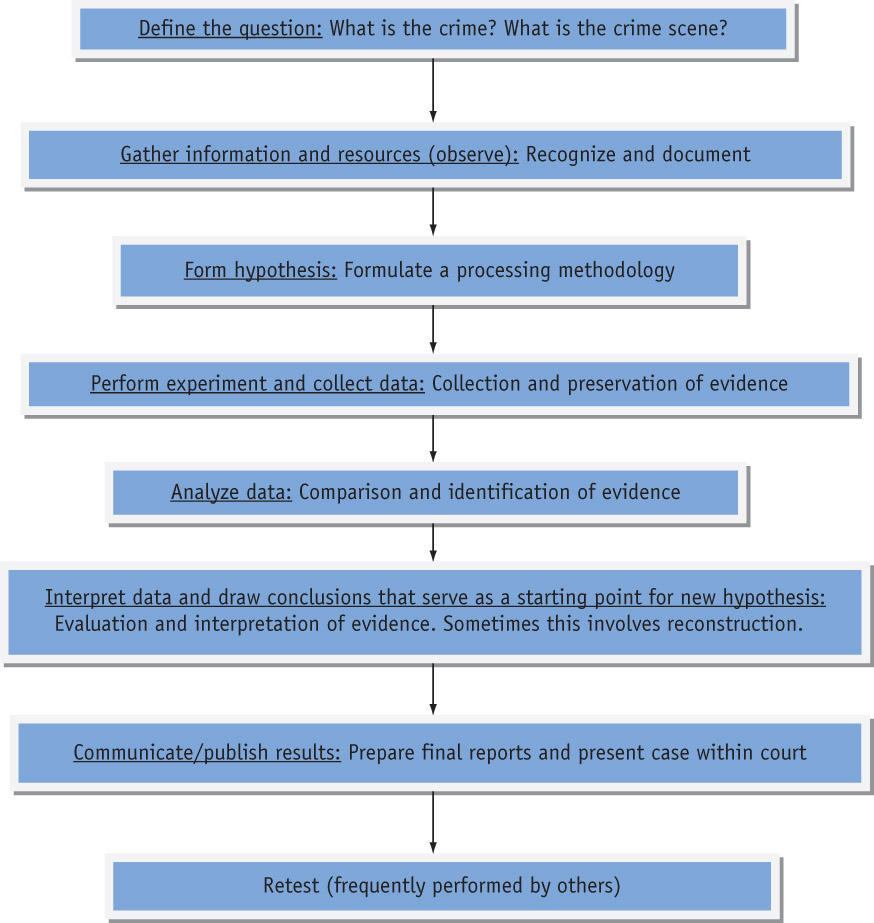 Define the question: What is the crime? What is the crime scene?
Gather information and resources (observe): Recognize and document
Form hypothesis: Formulate a processing methodology
Perform experiment and collect data: Collection and preservation of evidence
Analyze data: Comparison and identification of evidence
Interpret data and draw conclusions that serve as a starting point for new hypothesis:
Evaluation and interpretation of evidence. Sometimes this involves reconstruction.
Communicate/publish results: Prepare final reports and present case within court
Retest (frequently performed by others)